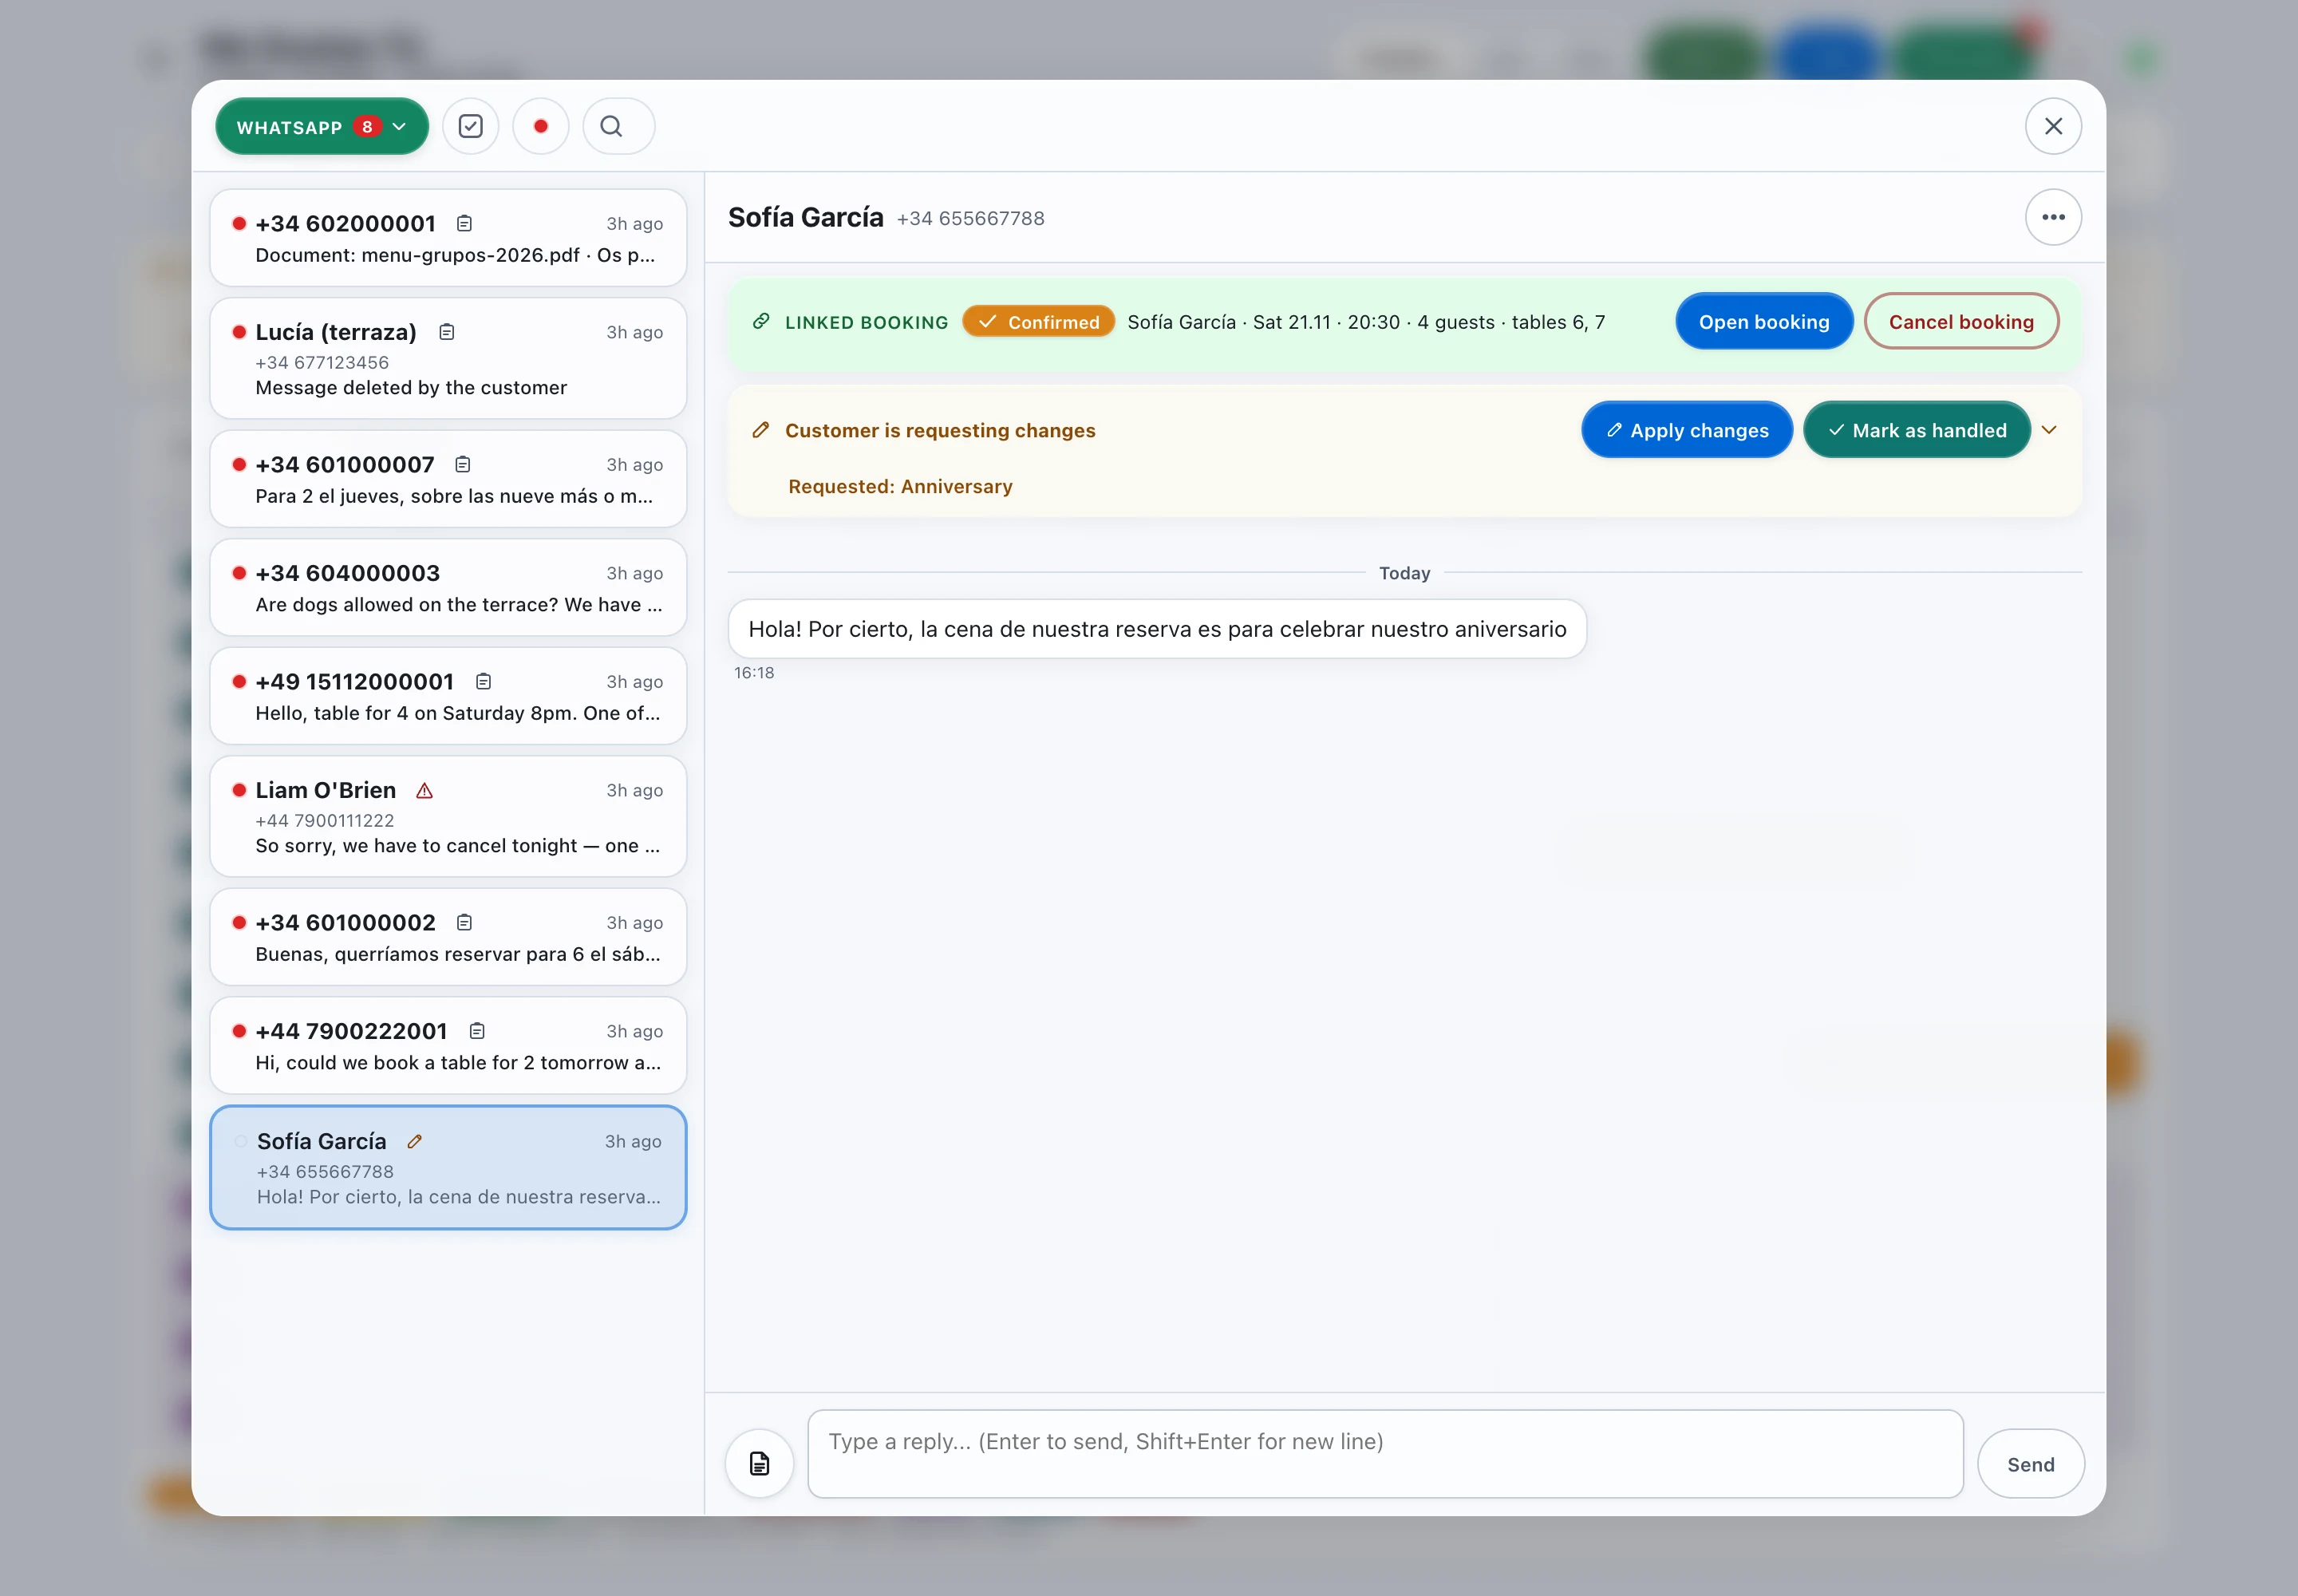 WHATSAPP 8
+34 602000001 3h ago
Document: menu-grupos-2026.pdf · Os p...
Lucía (terraza) 3h ago
+34 677123456
Message deleted by the customer
+34 601000007 3h ago
Para 2 el jueves, sobre las nueve más o m...
+34 604000003 3h ago
Are dogs allowed on the terrace? We have ...
+49 15112000001 3h ago
Hello, table for 4 on Saturday 8pm. One of...
Liam O'Brien 3h ago
+44 7900111222
So sorry, we have to cancel tonight — one ...
+34 601000002 3h ago
Buenas, querríamos reservar para 6 el sáb...
+44 7900222001 3h ago
Hi, could we book a table for 2 tomorrow a...
Sofía García 3h ago
+34 655667788
Hola! Por cierto, la cena de nuestra reserva...
Sofía García +34 655667788
LINKED BOOKING Confirmed Sofía García · Sat 21.11 · 20:30 · 4 guests · tables 6, 7 Open booking Cancel booking
Customer is requesting changes Apply changes Mark as handled
Requested: Anniversary
Today
Hola! Por cierto, la cena de nuestra reserva es para celebrar nuestro aniversario
16:18
Type a reply... (Enter to send, Shift+Enter for new line) Send